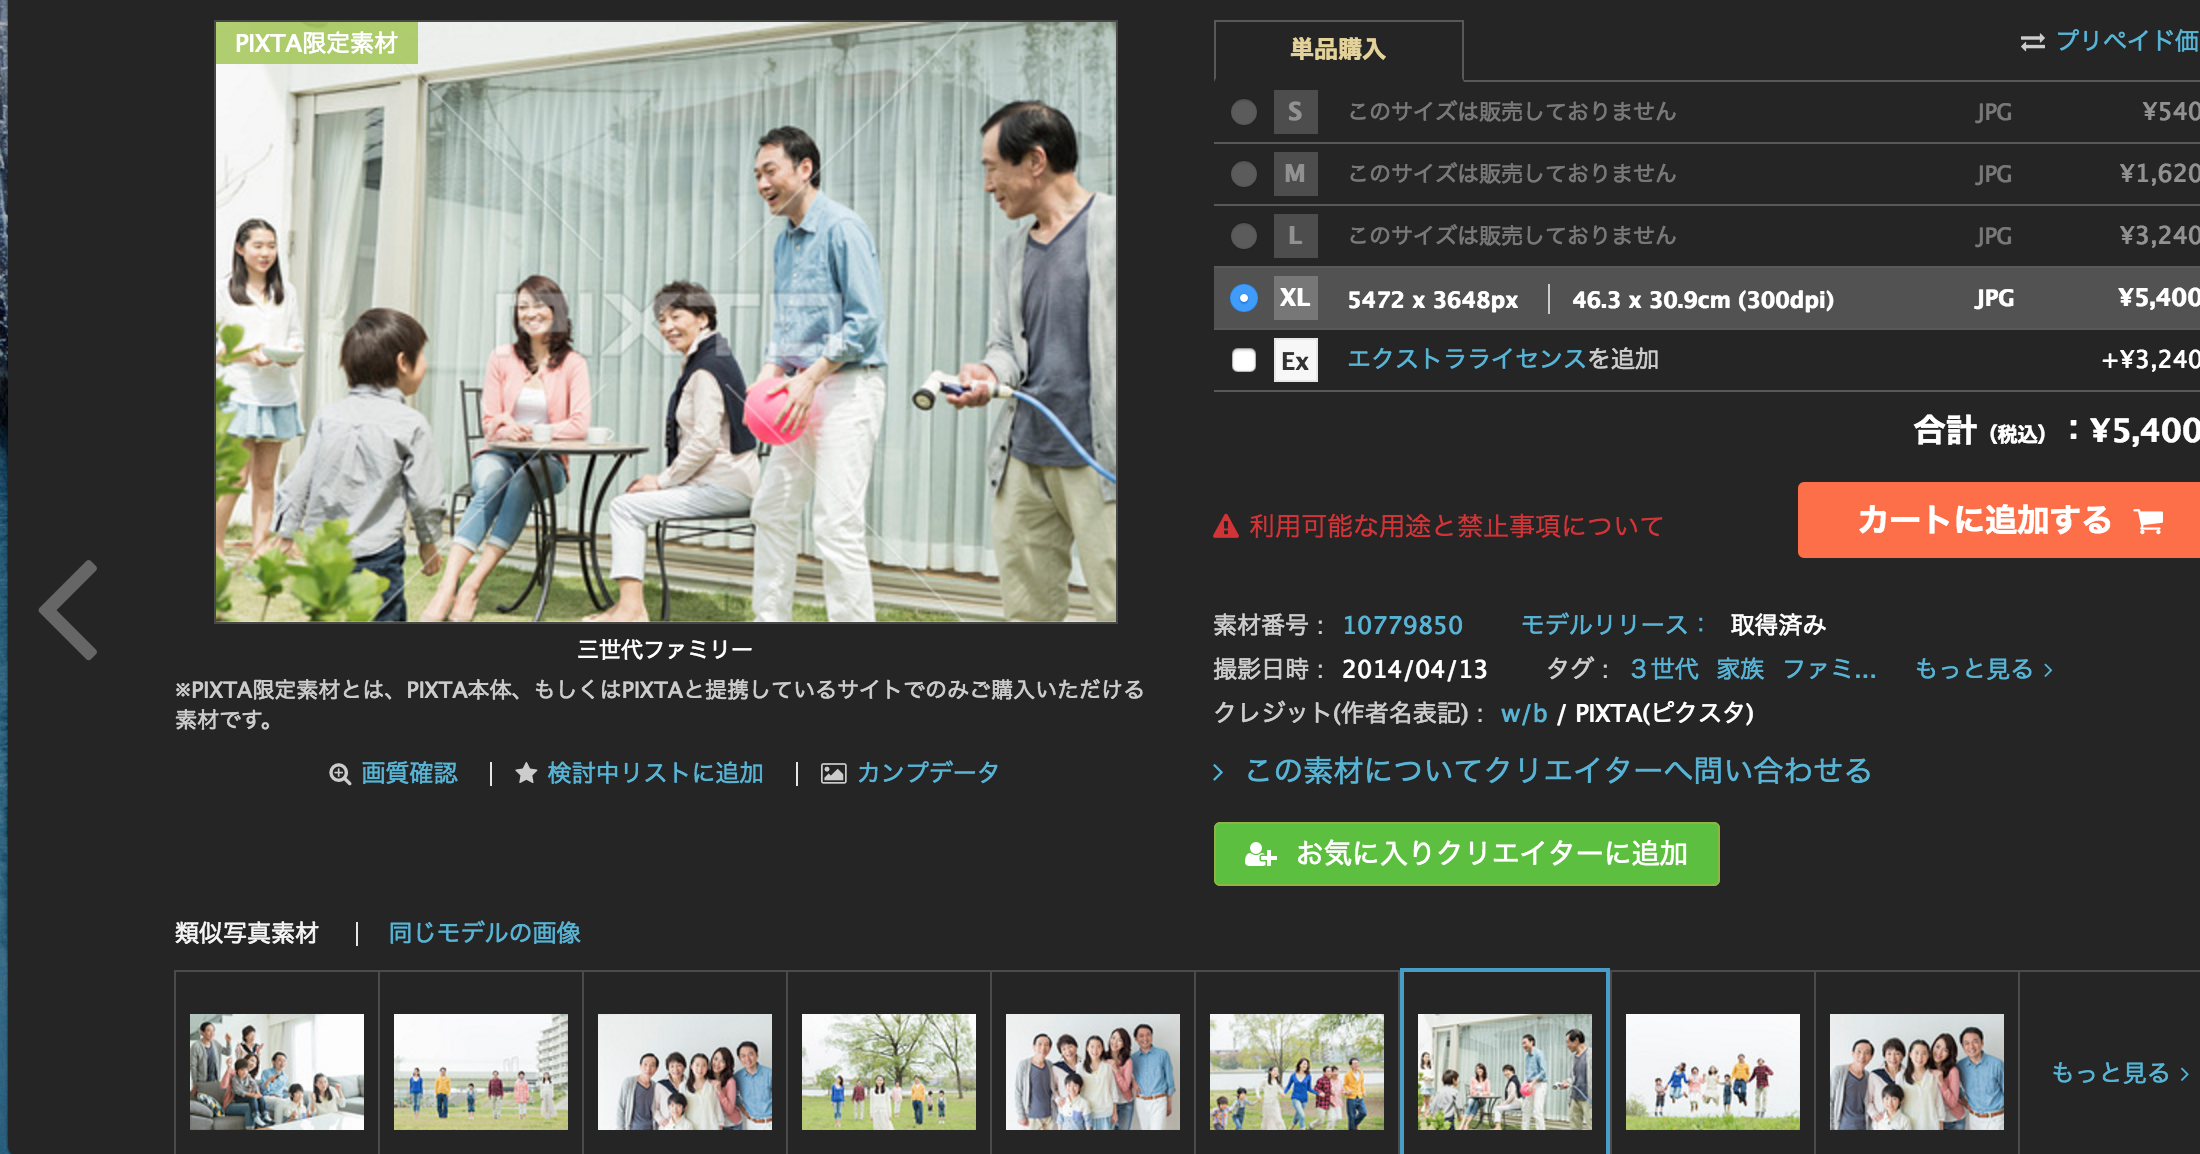 PIXTA限定素材
PIXTA
三世代ファミリー
※PIXTA限定素材とは、PIXTA本体、もしくはPIXTAと提携しているサイトでのみご購入いただける
素材です。
画質確認 | 検討中リストに追加 | カンプデータ
単品購入
プリペイド価
S このサイズは販売しておりません JPG ¥540
M このサイズは販売しておりません JPG ¥1,620
L このサイズは販売しておりません JPG ¥3,240
XL 5472 x 3648px | 46.3 x 30.9cm (300dpi) JPG ¥5,400
Ex エクストラライセンスを追加 +¥3,240
合計 (税込) :¥5,400
利用可能な用途と禁止事項について
カートに追加する
素材番号: 10779850 モデルリリース: 取得済み
撮影日時: 2014/04/13 タグ: 3世代 家族 ファミ... もっと見る ›
クレジット(作者名表記): w/b / PIXTA(ピクスタ)
› この素材についてクリエイターへ問い合わせる
お気に入りクリエイターに追加
類似写真素材 | 同じモデルの画像
もっと見る ›